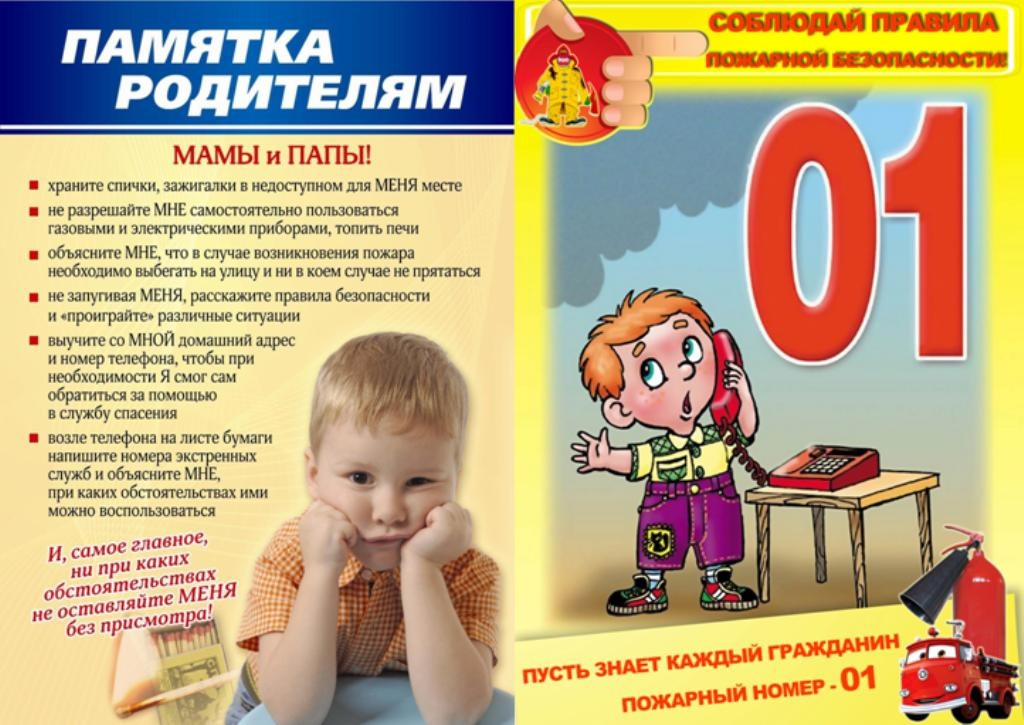 ПАМЯТКА
РОДИТЕЛЯМ
МАМЫ и ПАПЫ!
храните спички, зажигалки в недоступном для МЕНЯ месте
не разрешайте МНЕ самостоятельно пользоваться
газовыми и электрическими приборами, топить печи
объясните МНЕ, что в случае возникновения пожара
необходимо выбегать на улицу и ни в коем случае не прятаться
не запугивая МЕНЯ, расскажите правила безопасности
и «проиграйте» различные ситуации
выучите со МНОЙ домашний адрес
и номер телефона, чтобы при
необходимости Я смог сам
обратиться за помощью
в службу спасения
возле телефона на листе бумаги
напишите номера экстренных
служб и объясните МНЕ,
при каких обстоятельствах ими
можно воспользоваться
И, самое главное,
ни при каких
обстоятельствах
не оставляйте МЕНЯ
без присмотра!
СОБЛЮДАЙ ПРАВИЛА
ПОЖАРНОЙ БЕЗОПАСНОСТИ!
01
ПУСТЬ ЗНАЕТ КАЖДЫЙ ГРАЖДАНИН
ПОЖАРНЫЙ НОМЕР - 01